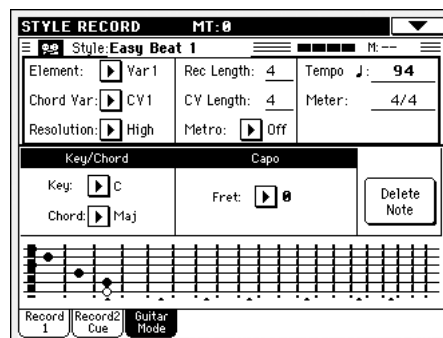 STYLE RECORD MT:0
Style:Easy Beat 1 M:--
Element: Var1 Rec Length: 4 Tempo ♩: 94
Chord Var: CV1 CV Length: 4 Meter: 4/4
Resolution: High Metro: Off
Key/Chord Capo
Key: C Fret: 0
Chord: Maj
Delete
Note
Record
1
Record2
Cue
Guitar
Mode